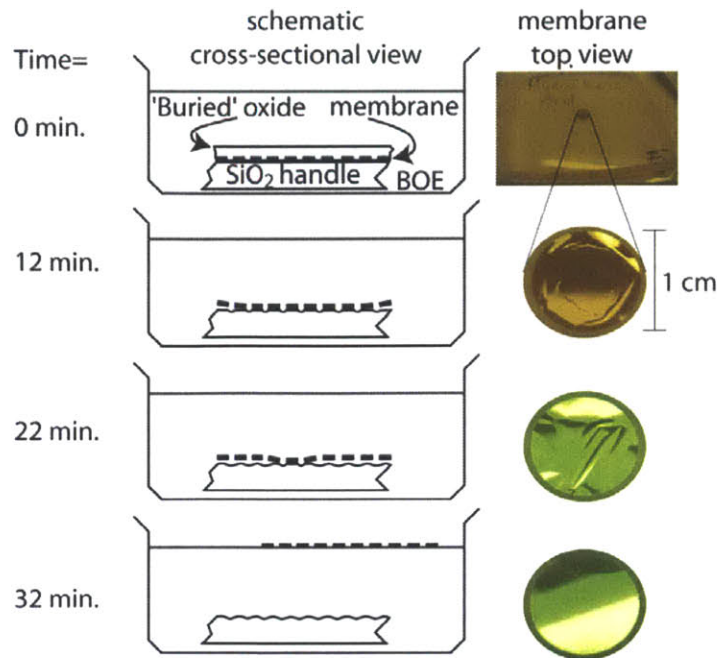 schematic
cross-sectional view
membrane
top view
Time=
0 min.
'Buried' oxide
membrane
SiO₂ handle
BOE
12 min.
1 cm
22 min.
32 min.